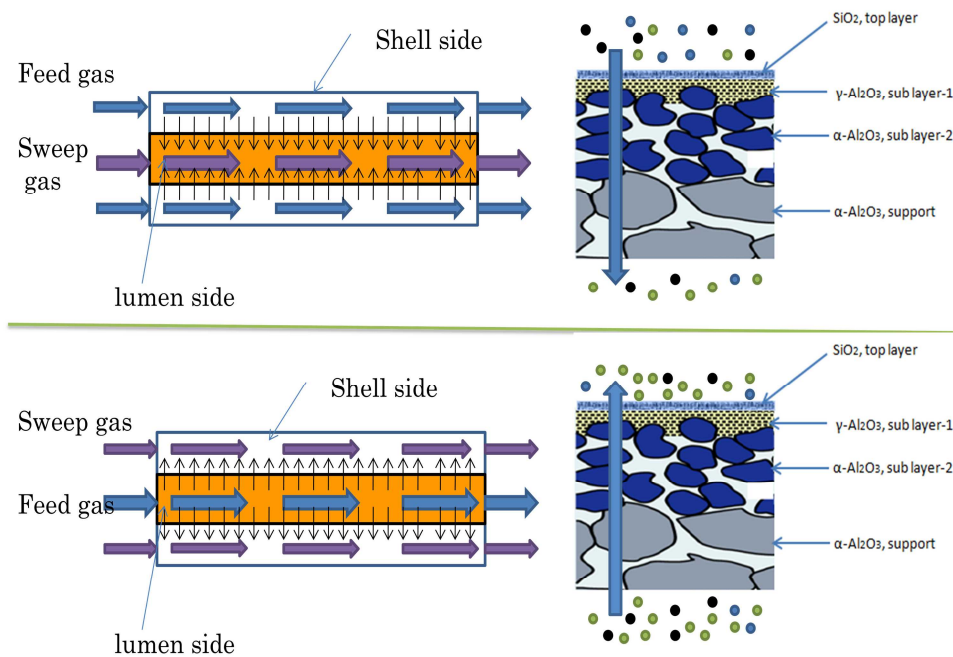 Shell side
Feed gas
Sweep
gas
lumen side
SiO₂, top layer
γ-Al₂O₃, sub layer-1
α-Al₂O₃, sub layer-2
α-Al₂O₃, support
Shell side
Sweep gas
Feed gas
lumen side
SiO₂, top layer
γ-Al₂O₃, sub layer-1
α-Al₂O₃, sub layer-2
α-Al₂O₃, support